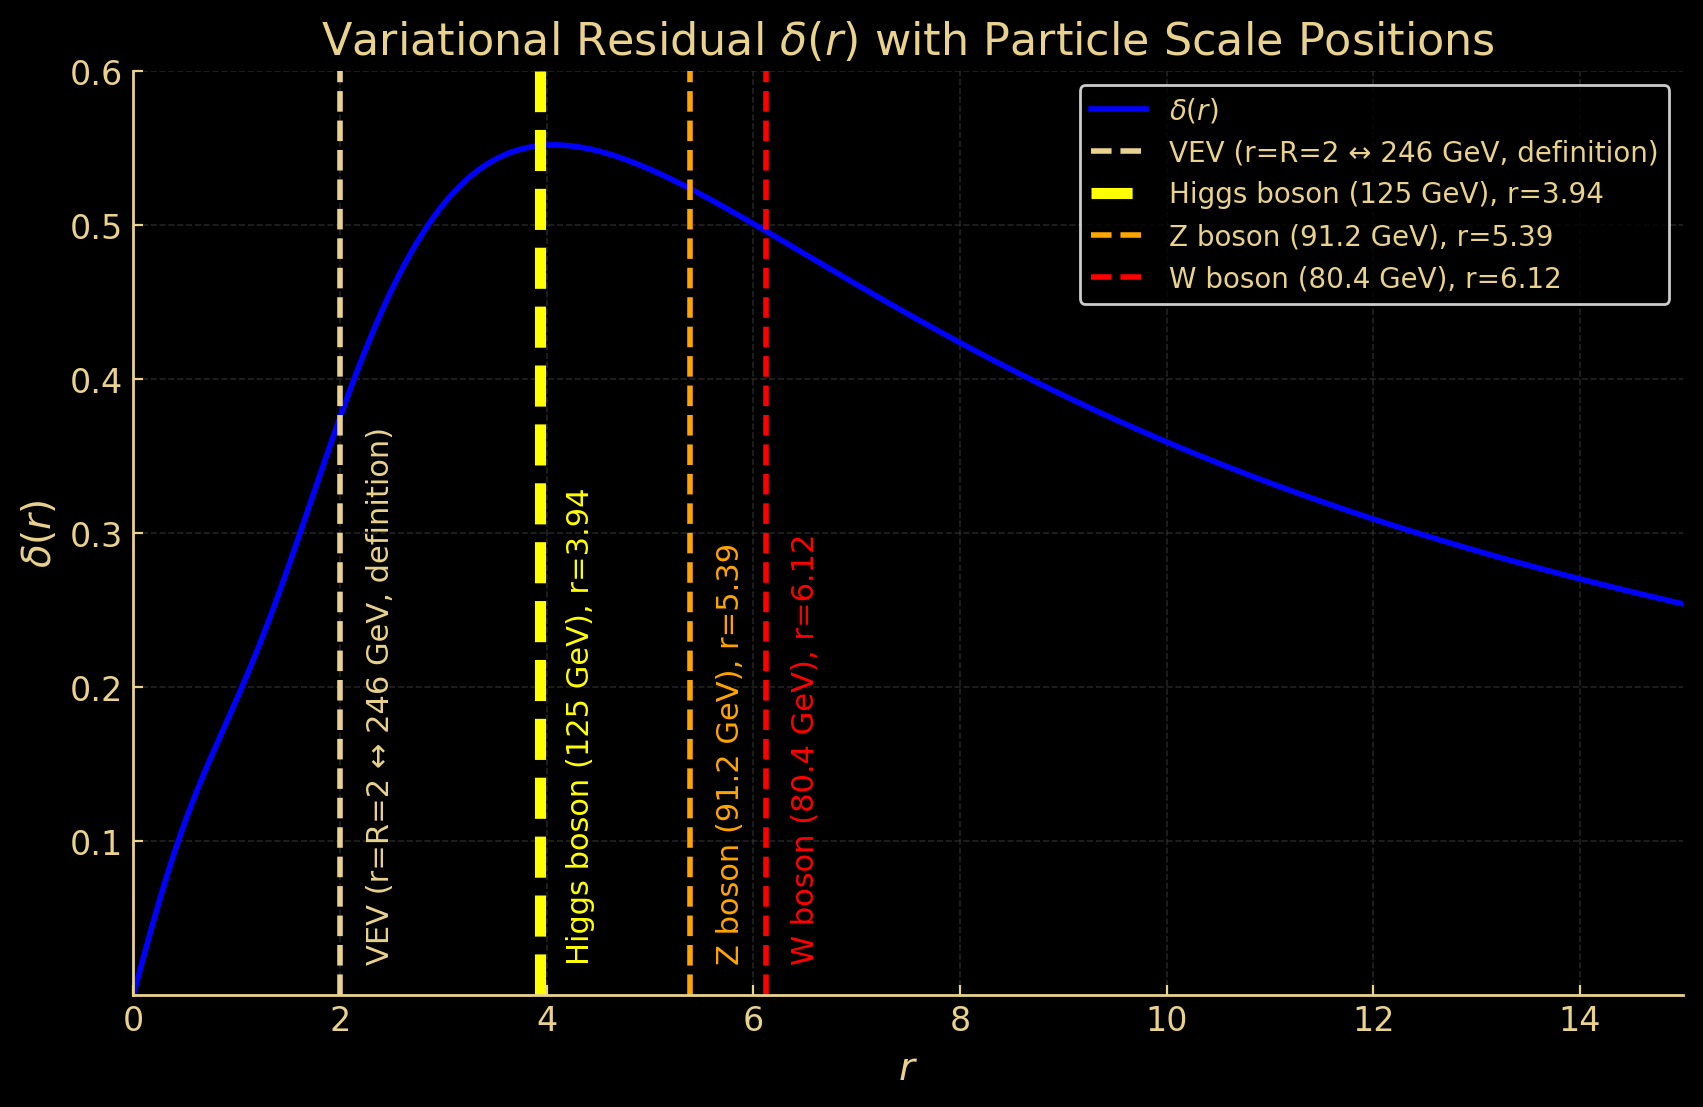 Variational Residual δ(r) with Particle Scale Positions
δ(r)
VEV (r=R=2 ↔ 246 GeV, definition)
Higgs boson (125 GeV), r=3.94
Z boson (91.2 GeV), r=5.39
W boson (80.4 GeV), r=6.12
0.6
0.5
0.4
0.3
0.2
0.1
δ(r)
VEV (r=R=2 ↔ 246 GeV, definition)
Higgs boson (125 GeV), r=3.94
Z boson (91.2 GeV), r=5.39
W boson (80.4 GeV), r=6.12
0 2 4 6 8 10 12 14
r